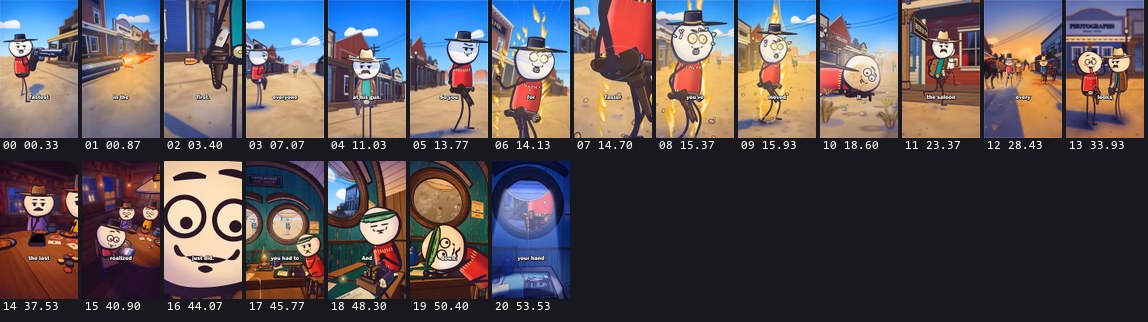 fastest
in the
first.
everyone
at his gun.
So you
for
faster
you've
moved
it
the saloon
every
PHOTOGRAPHS
looks
00 00.33
01 00.87
02 03.40
03 07.07
04 11.03
05 13.77
06 14.13
07 14.70
08 15.37
09 15.93
10 18.60
11 23.37
12 28.43
13 33.93
the last
realized
just did.
you had to
And
your hand
14 37.53
15 40.90
16 44.07
17 45.77
18 48.30
19 50.40
20 53.53